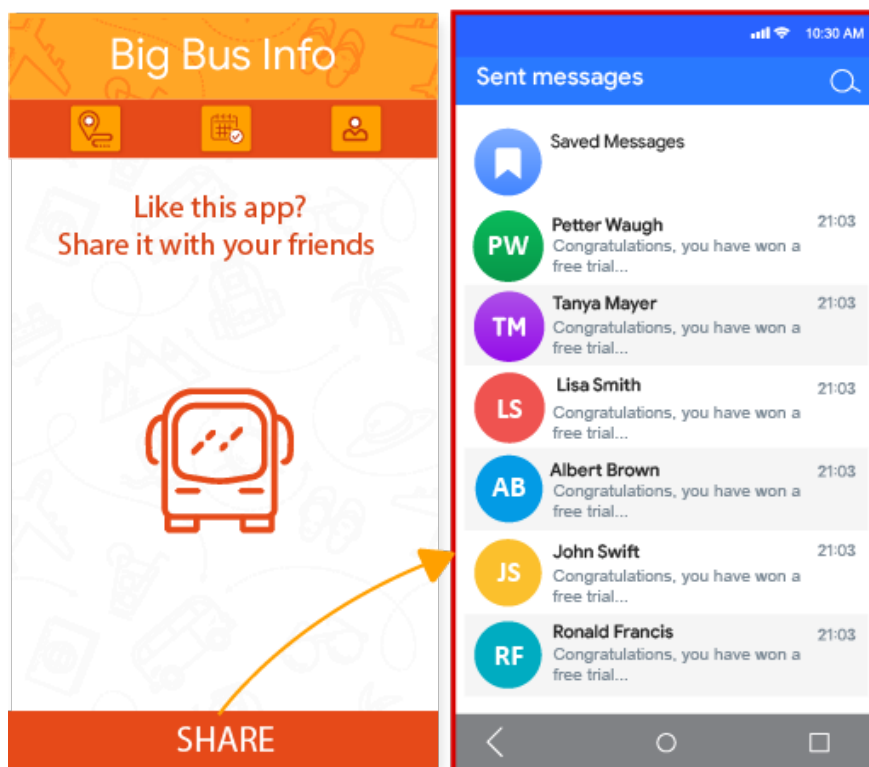 Big Bus Info
Like this app?
Share it with your friends
SHARE
10:30 AM
Sent messages
Saved Messages
PW
Petter Waugh
21:03
Congratulations, you have won a
free trial...
TM
Tanya Mayer
21:03
Congratulations, you have won a
free trial...
LS
Lisa Smith
21:03
Congratulations, you have won a
free trial...
AB
Albert Brown
21:03
Congratulations, you have won a
free trial...
JS
John Swift
21:03
Congratulations, you have won a
free trial...
RF
Ronald Francis
21:03
Congratulations, you have won a
free trial...